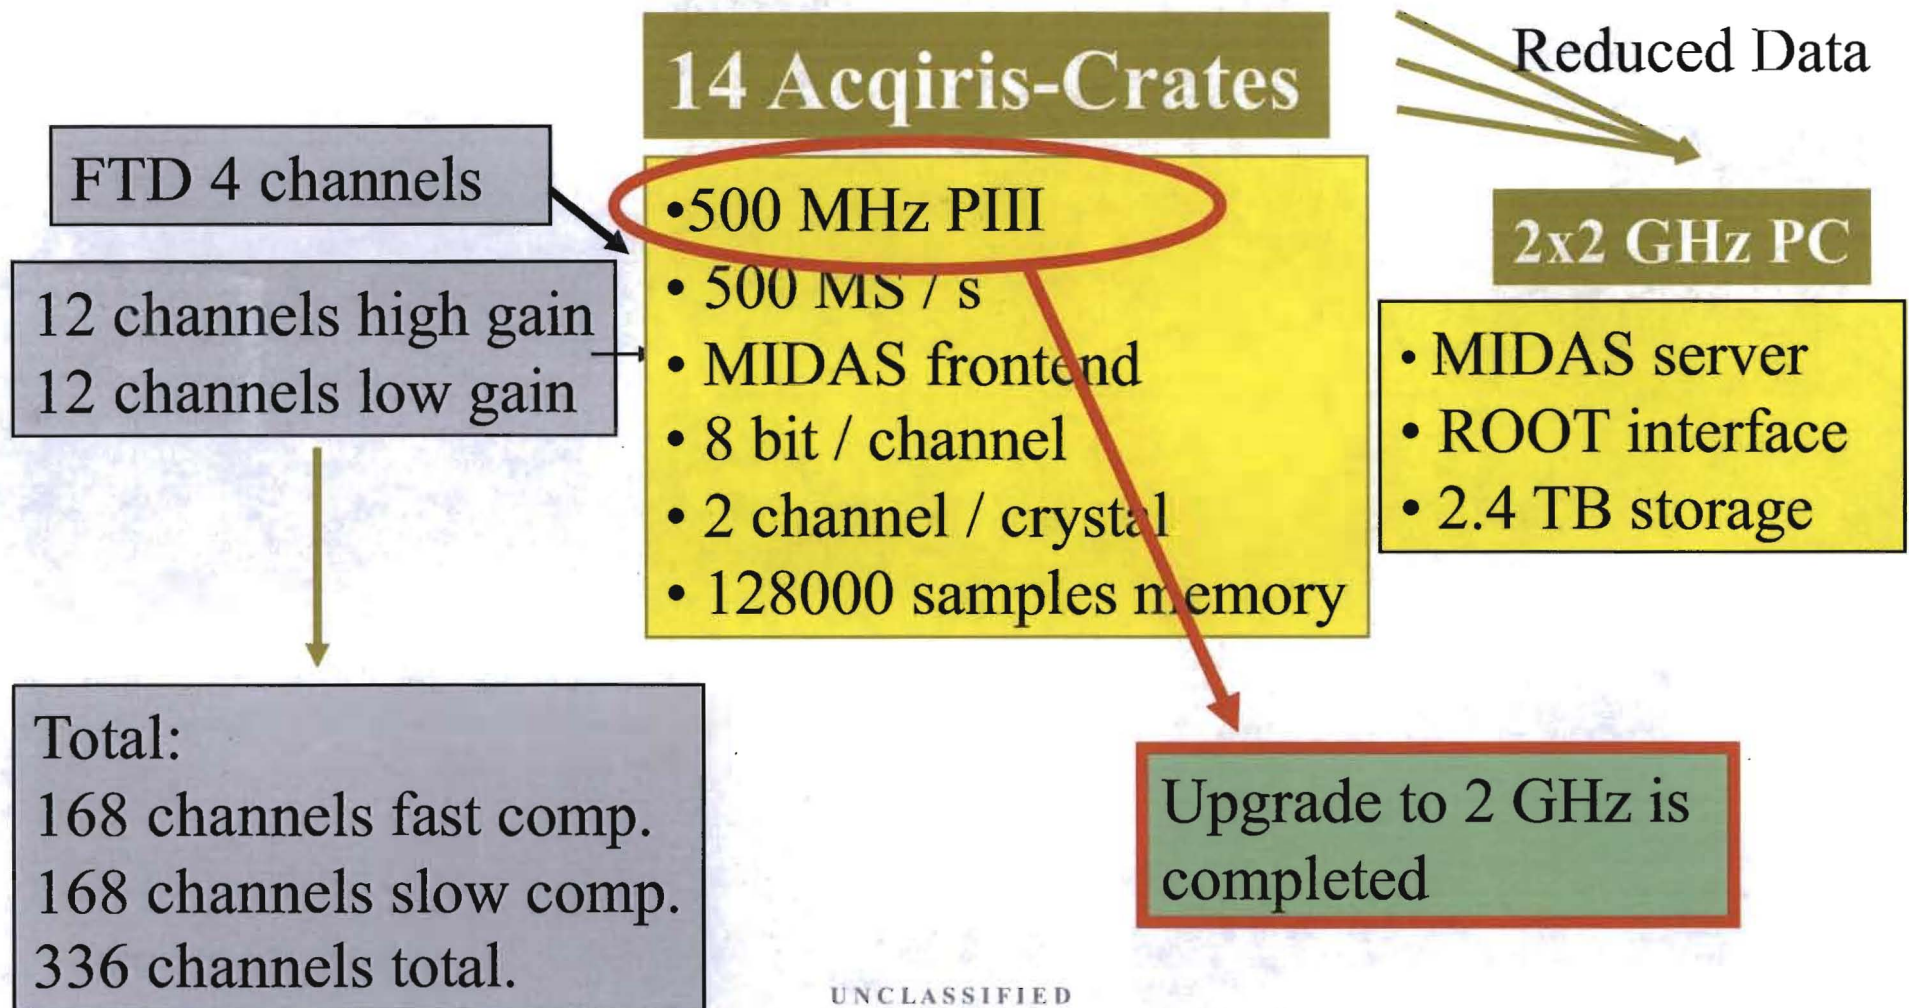 14 Acqiris-Crates
Reduced Data
FTD 4 channels
12 channels high gain
12 channels low gain
•500 MHz PIII
• 500 MS / s
• MIDAS frontend
• 8 bit / channel
• 2 channel / crystal
• 128000 samples memory
2x2 GHz PC
• MIDAS server
• ROOT interface
• 2.4 TB storage
Total:
168 channels fast comp.
168 channels slow comp.
336 channels total.
Upgrade to 2 GHz is
completed
UNCLASSIFIED